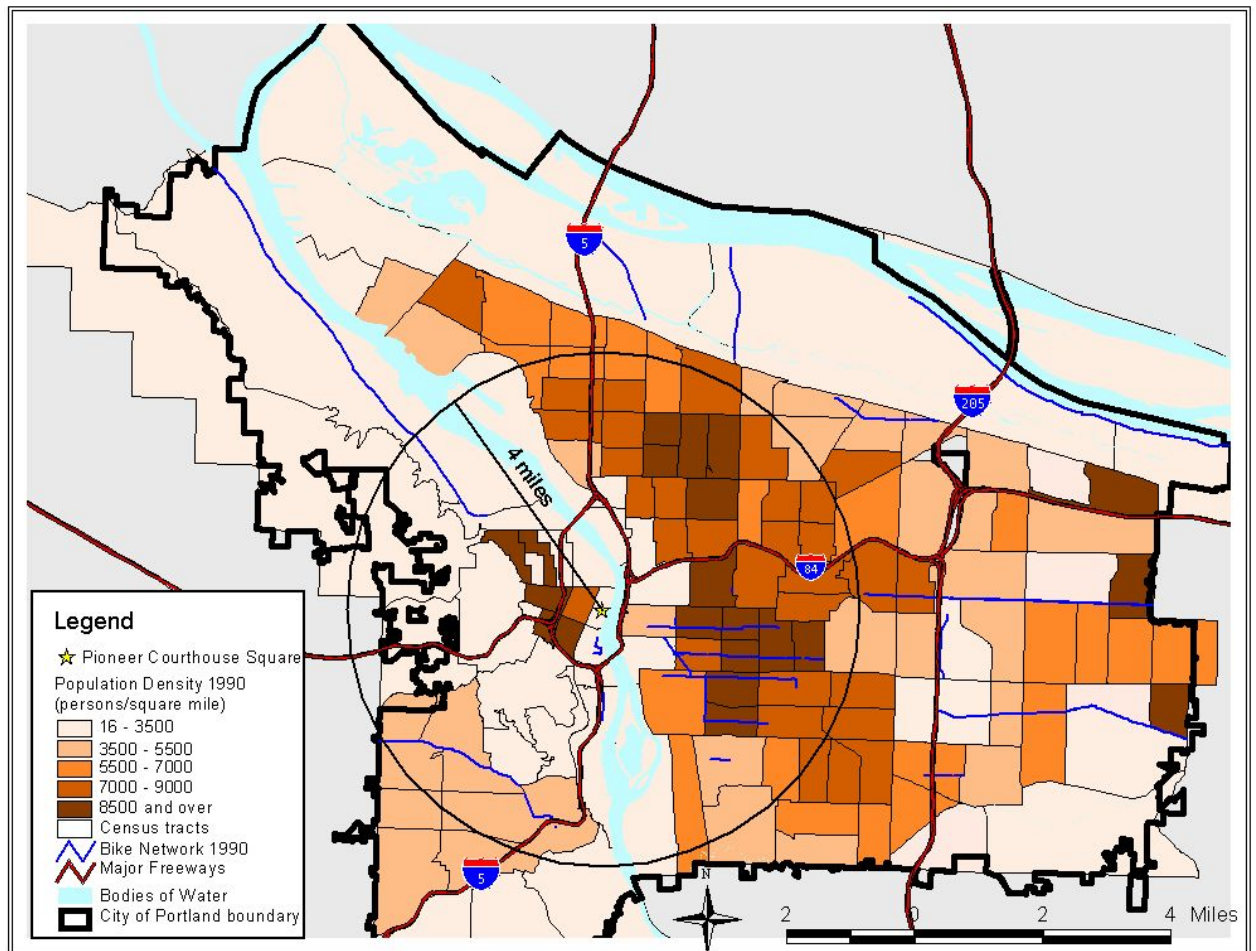 5
205
4 miles
84
5
Legend
Pioneer Courthouse Square
Population Density 1990
(persons/square mile)
16 - 3500
3500 - 5500
5500 - 7000
7000 - 9000
8500 and over
Census tracts
Bike Network 1990
Major Freeways
Bodies of Water
City of Portland boundary
N
2 0 2 4 Miles